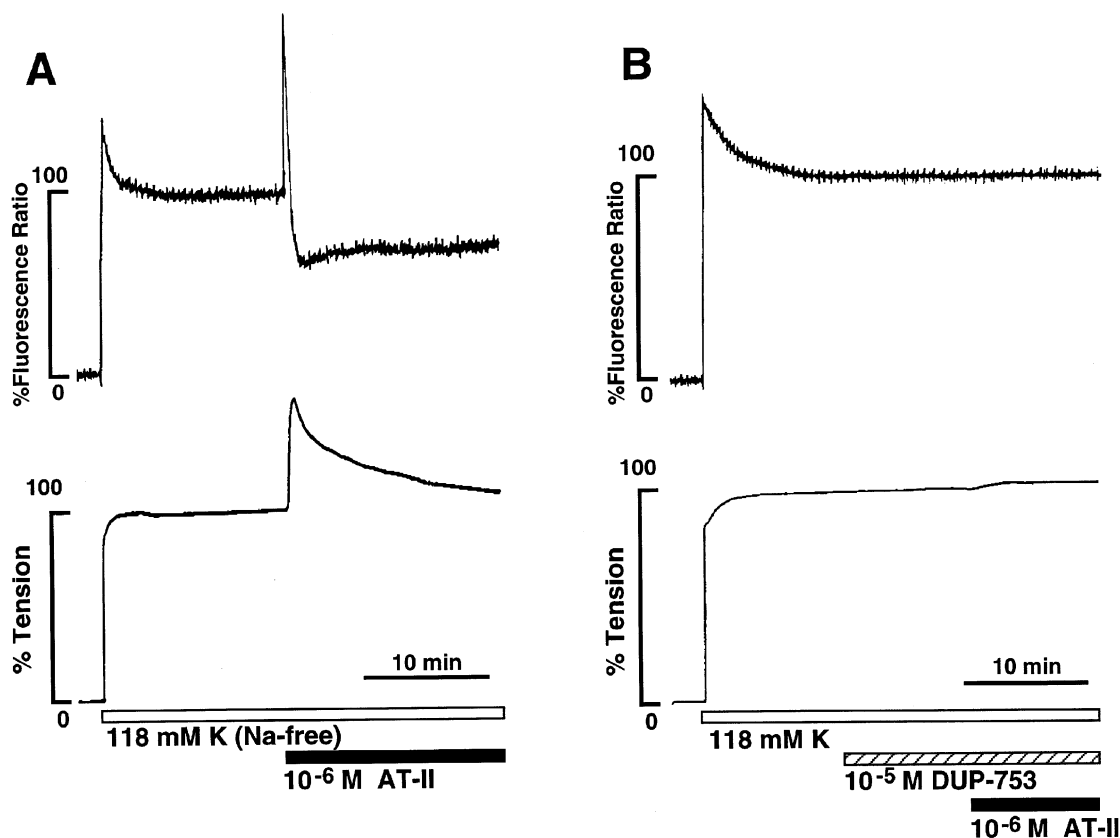 A
100
%Fluorescence Ratio
0
100
% Tension
0
10 min
118 mM K (Na-free)
10-6 M AT-II
B
100
%Fluorescence Ratio
0
100
% Tension
0
10 min
118 mM K
10-5 M DUP-753
10-6 M AT-II